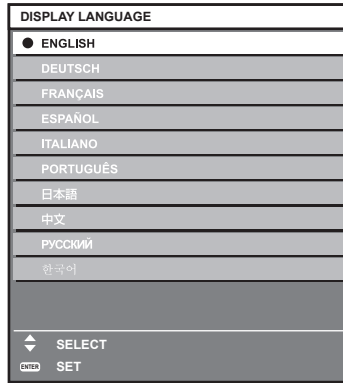 DISPLAY LANGUAGE
ENGLISH
DEUTSCH
FRANÇAIS
ESPAÑOL
ITALIANO
PORTUGUÊS
日本語
中文
РУССКИЙ
한국어
SELECT
ENTER SET